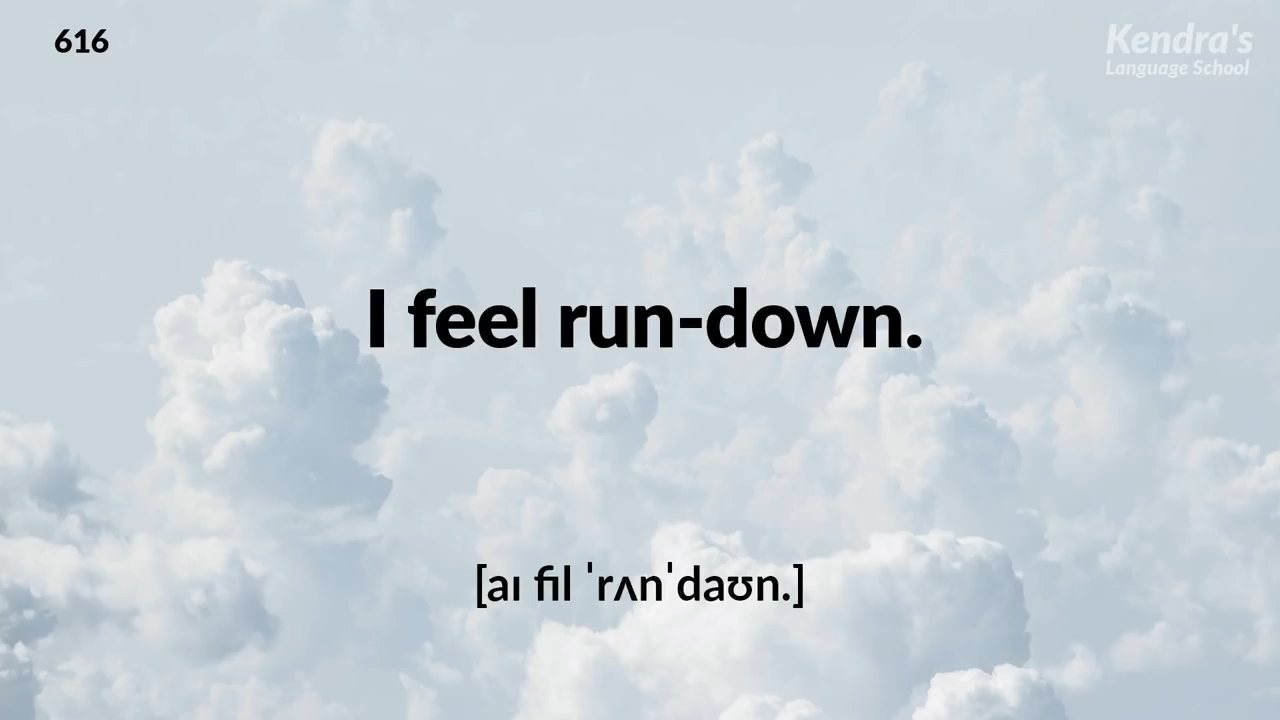 616
Kendra's
Language School
I feel run-down.
[aɪ fil ˈrʌnˈdaʊn.]